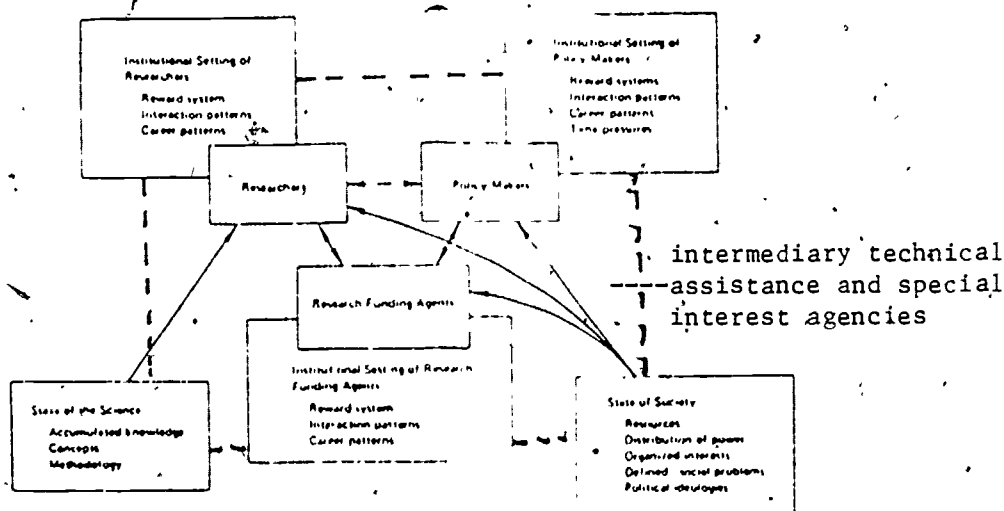 Institutional Setting of
Researchers
Reward system
Interaction patterns
Career patterns
Institutional Setting of
Policy Makers
Reward systems
Interaction patterns
Career patterns
Time pressures
Researchers
Policy Makers
intermediary technical
assistance and special
interest agencies
Research Funding Agents
Institutional Setting of Research
Funding Agents
Reward system
Interaction patterns
Career patterns
State of the Science
Accumulated knowledge
Concepts
Methodology
State of Society
Resources
Distribution of power
Organized interests
Defined social problems
Political ideologies